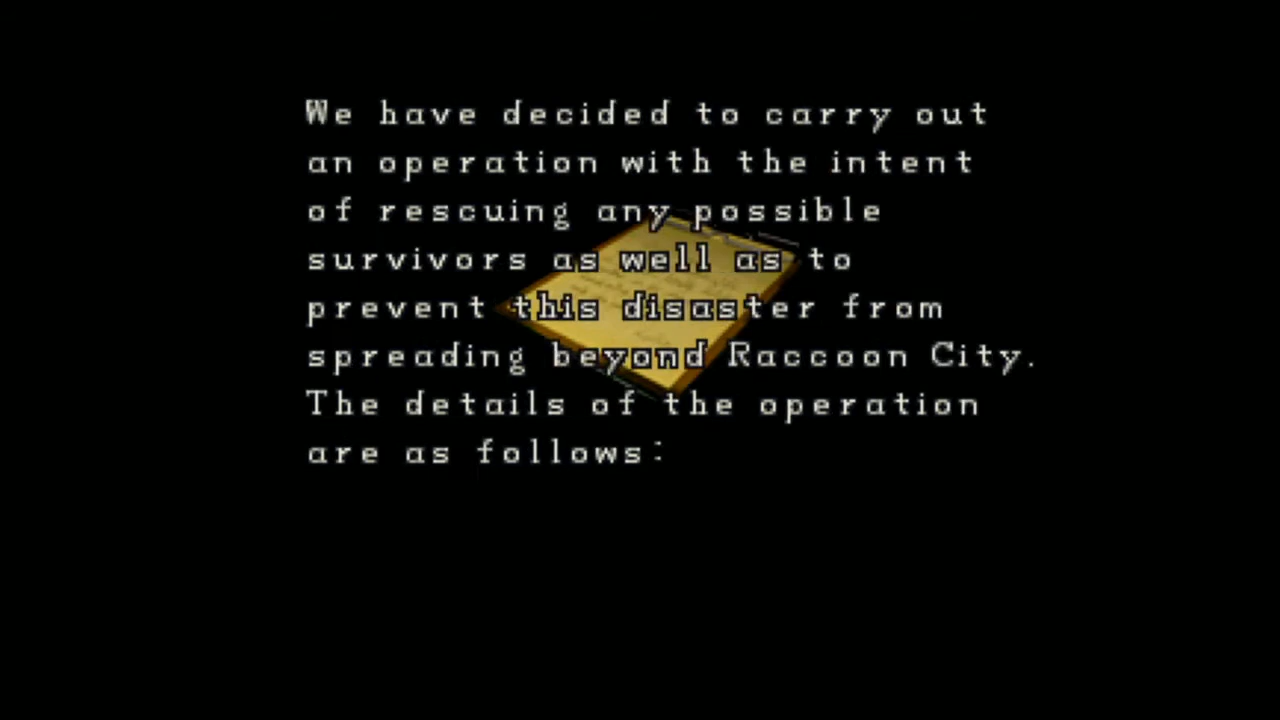 We have decided to carry out
an operation with the intent
of rescuing any possible
survivors as well as to
prevent this disaster from
spreading beyond Raccoon City.
The details of the operation
are as follows: